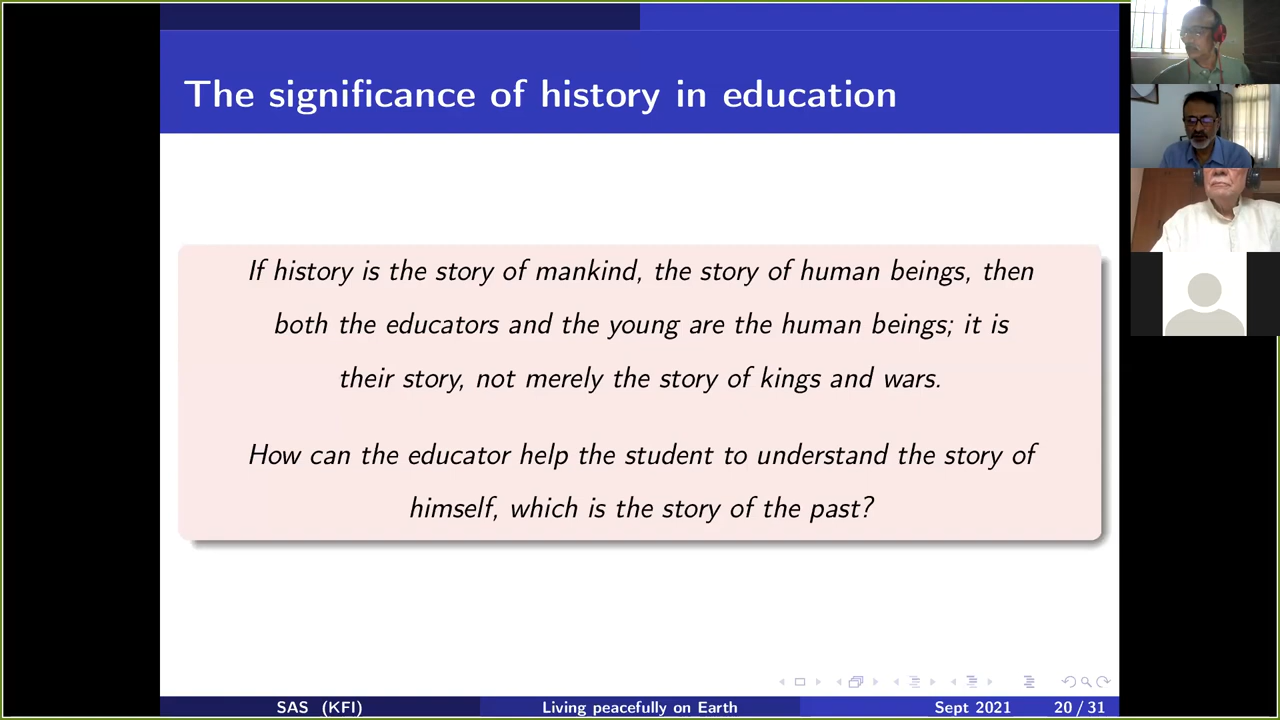 The significance of history in education
If history is the story of mankind, the story of human beings, then
both the educators and the young are the human beings; it is
their story, not merely the story of kings and wars.
How can the educator help the student to understand the story of
himself, which is the story of the past?
SAS (KFI)
Living peacefully on Earth
Sept 2021
20 / 31